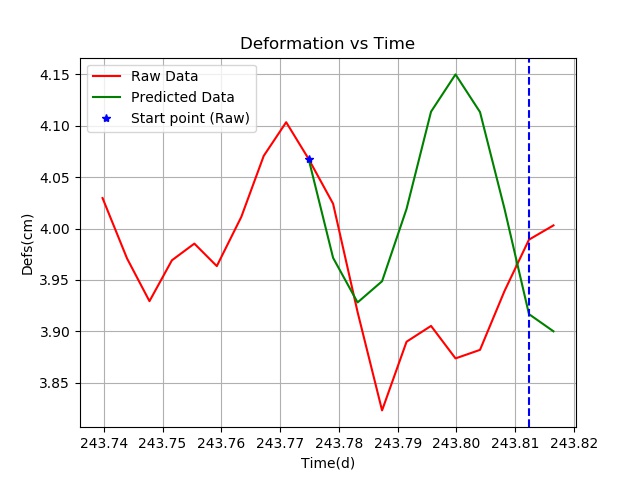 Deformation vs Time
Raw Data
Predicted Data
Start point (Raw)
4.15
4.10
4.05
4.00
3.95
3.90
3.85
Defs(cm)
243.74 243.75 243.76 243.77 243.78 243.79 243.80 243.81 243.82
Time(d)